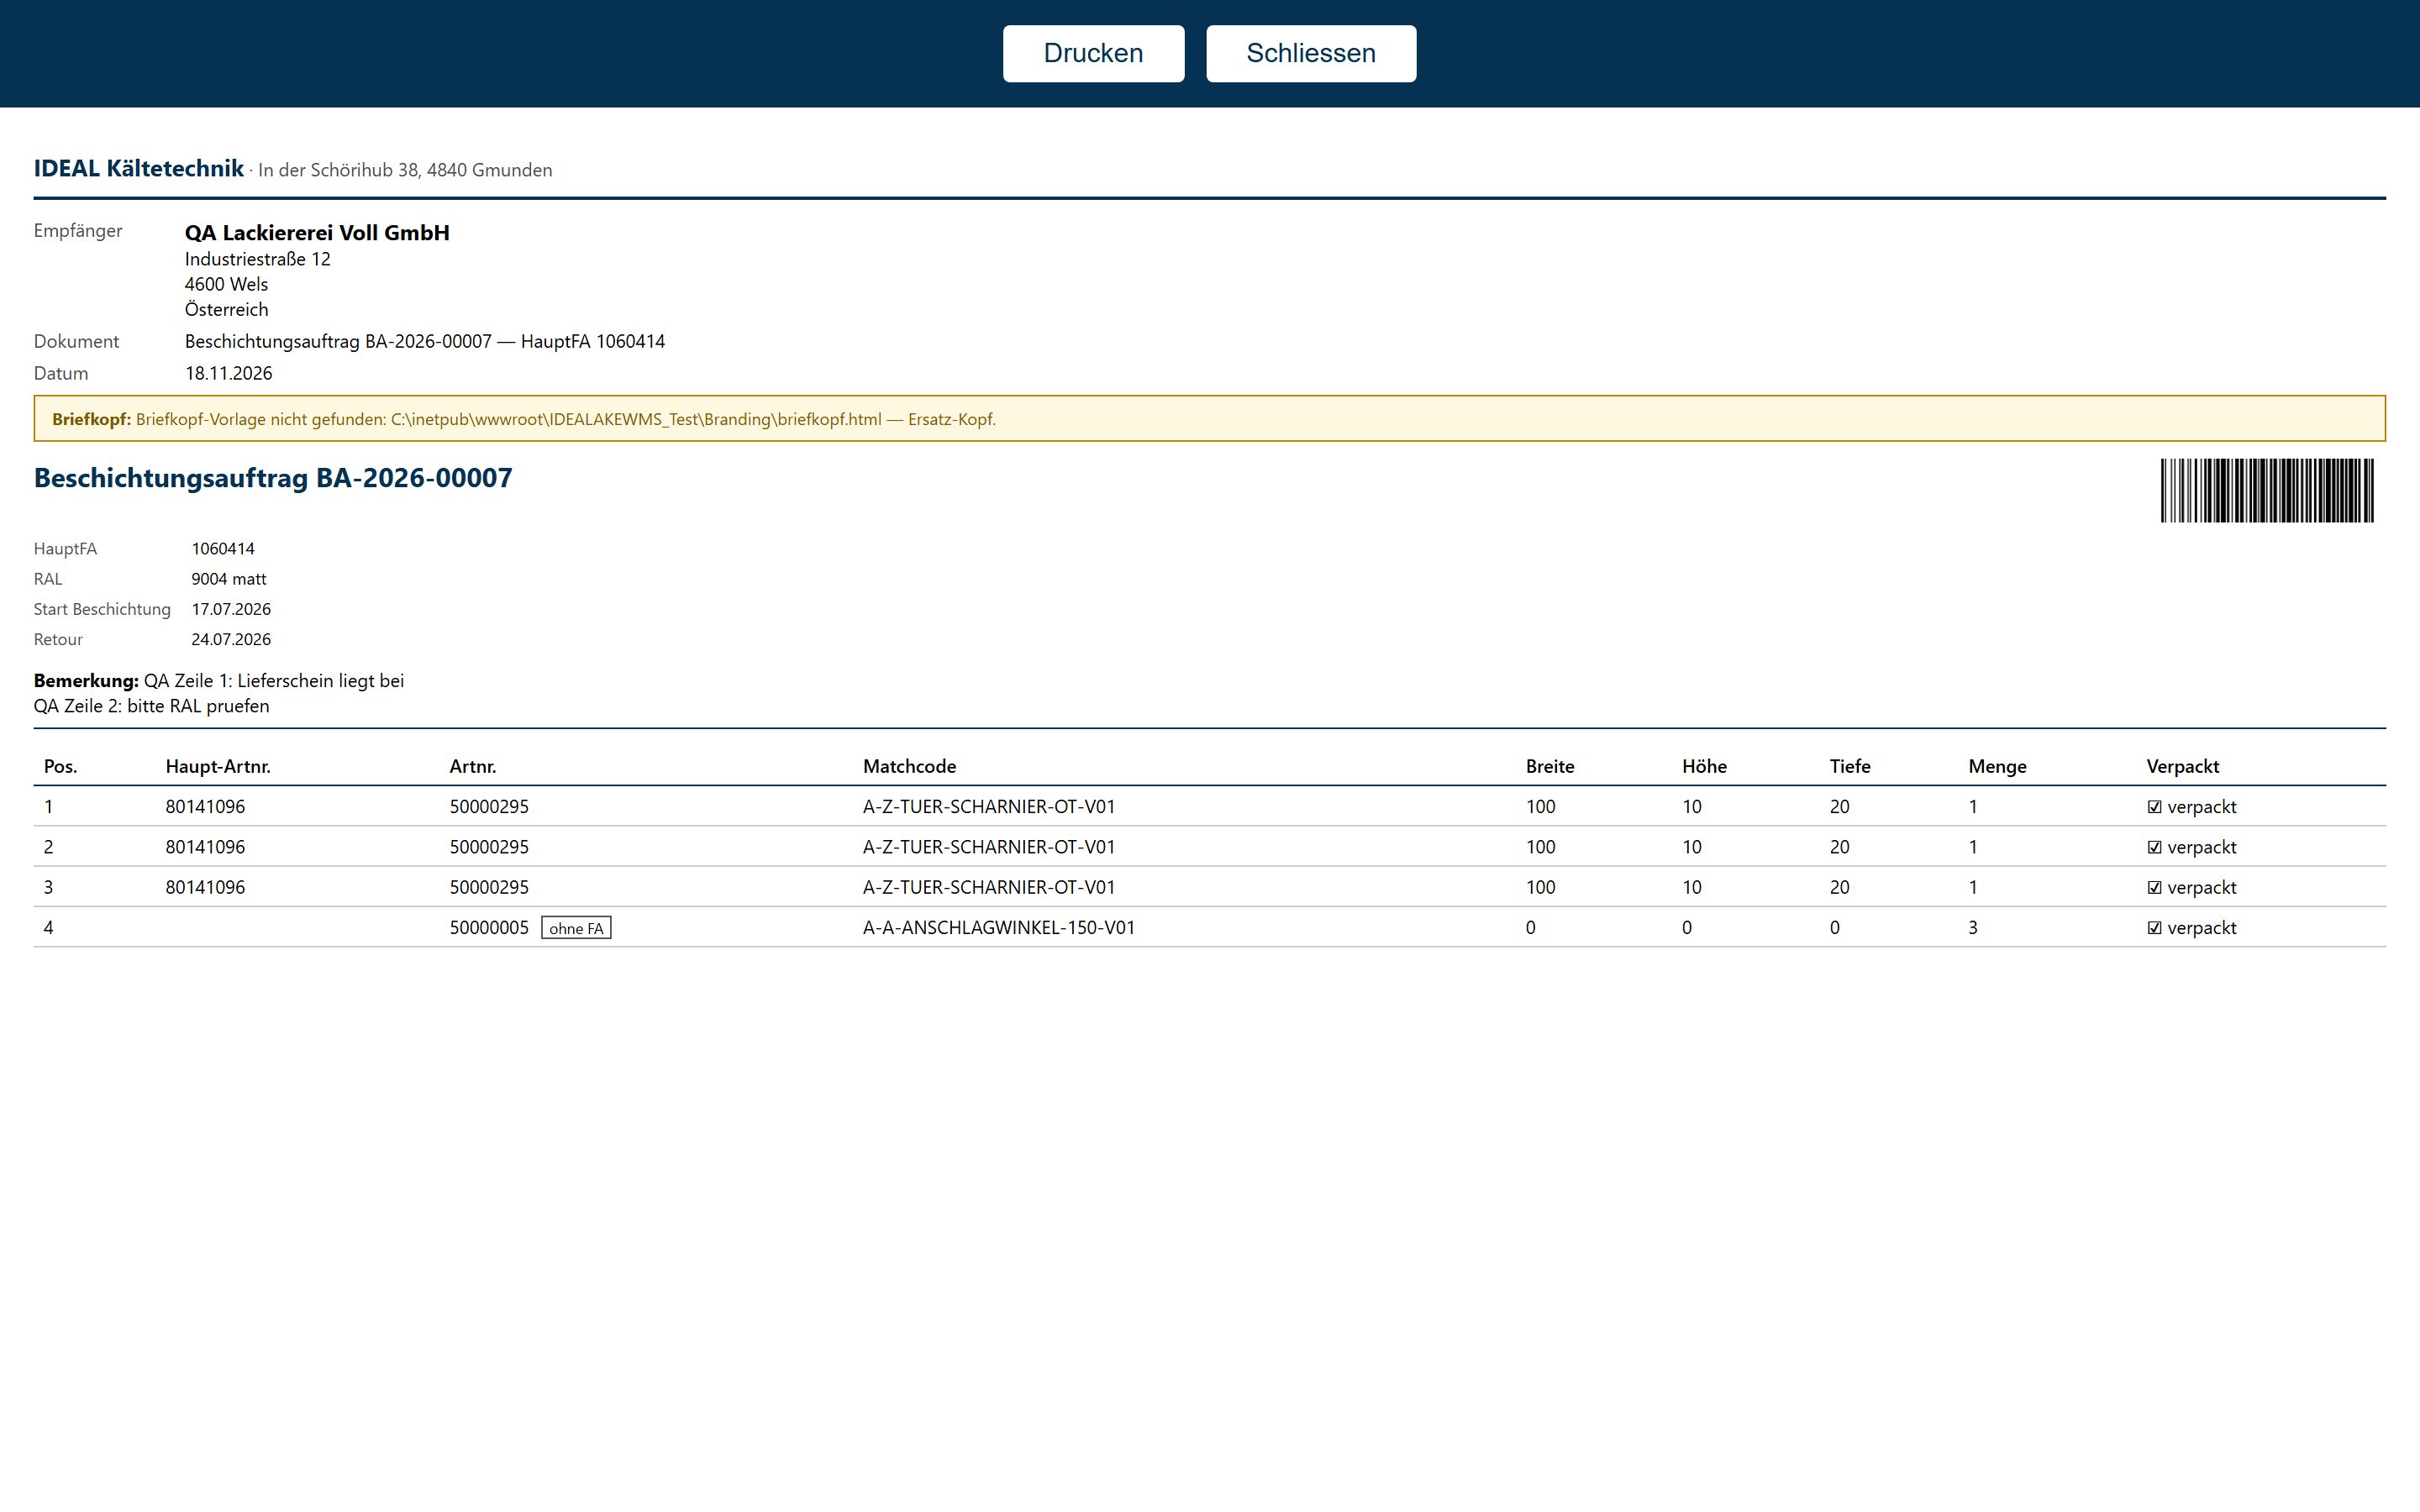 Drucken Schliessen
IDEAL Kältetechnik · In der Schörihub 38, 4840 Gmunden
Empfänger QA Lackiererei Voll GmbH
Industriestraße 12
4600 Wels
Österreich
Dokument Beschichtungsauftrag BA-2026-00007 — HauptFA 1060414
Datum 18.11.2026
Briefkopf: Briefkopf-Vorlage nicht gefunden: C:\inetpub\wwwroot\IDEALAKEWMS_Test\Branding\briefkopf.html — Ersatz-Kopf.
Beschichtungsauftrag BA-2026-00007
HauptFA 1060414
RAL 9004 matt
Start Beschichtung 17.07.2026
Retour 24.07.2026
Bemerkung: QA Zeile 1: Lieferschein liegt bei
QA Zeile 2: bitte RAL pruefen
Pos. Haupt-Artnr. Artnr. Matchcode Breite Höhe Tiefe Menge Verpackt
1 80141096 50000295 A-Z-TUER-SCHARNIER-OT-V01 100 10 20 1 ☑ verpackt
2 80141096 50000295 A-Z-TUER-SCHARNIER-OT-V01 100 10 20 1 ☑ verpackt
3 80141096 50000295 A-Z-TUER-SCHARNIER-OT-V01 100 10 20 1 ☑ verpackt
4 50000005 ohne FA A-A-ANSCHLAGWINKEL-150-V01 0 0 0 3 ☑ verpackt